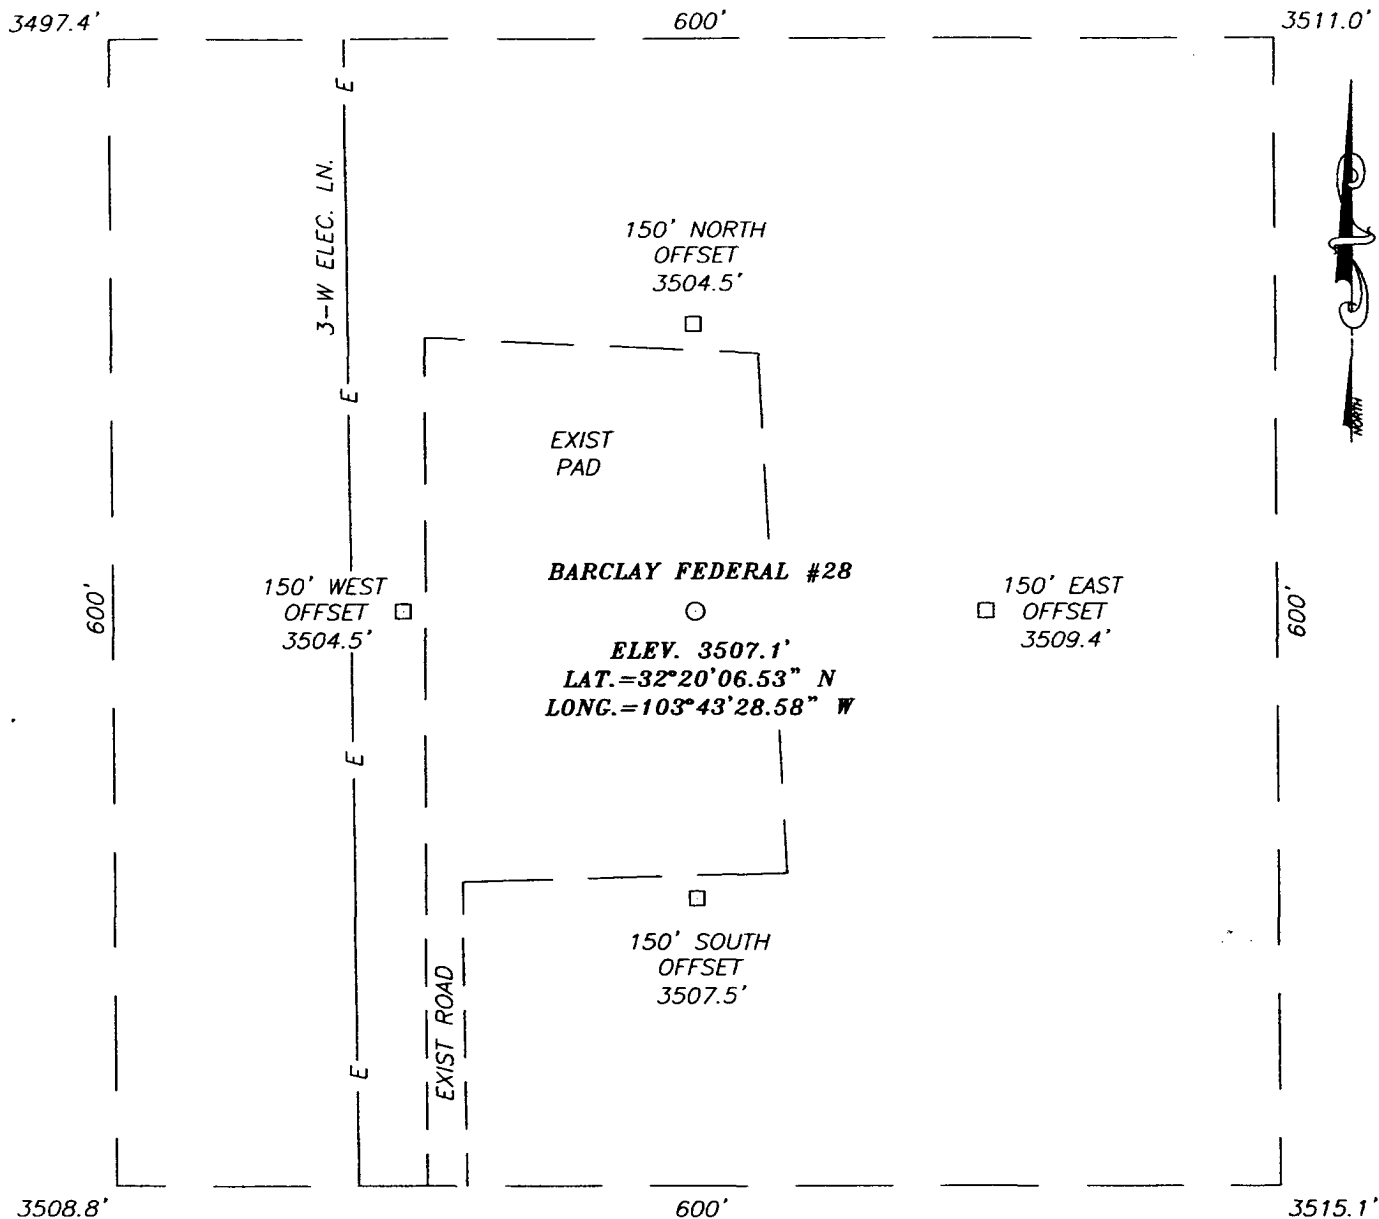 3497.4'
600'
3511.0'
E
3-W ELEC. LN.
150' NORTH
OFFSET
3504.5'
NORTH
E
EXIST
PAD
BARCLAY FEDERAL #28
600'
150' WEST
OFFSET
3504.5'
150' EAST
OFFSET
3509.4'
600'
ELEV. 3507.1'
LAT.=32°20'06.53" N
LONG.=103°43'28.58" W
E
150' SOUTH
OFFSET
3507.5'
EXIST ROAD
E
3508.8'
600'
3515.1'